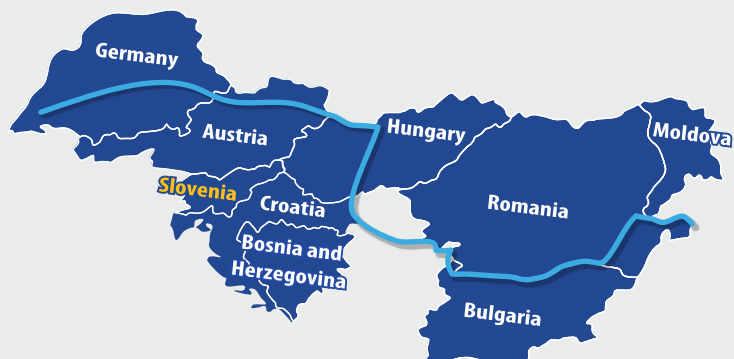 Germany
Austria
Hungary
Moldova
Slovenia
Croatia
Romania
Bosnia and
Herzegovina
Bulgaria